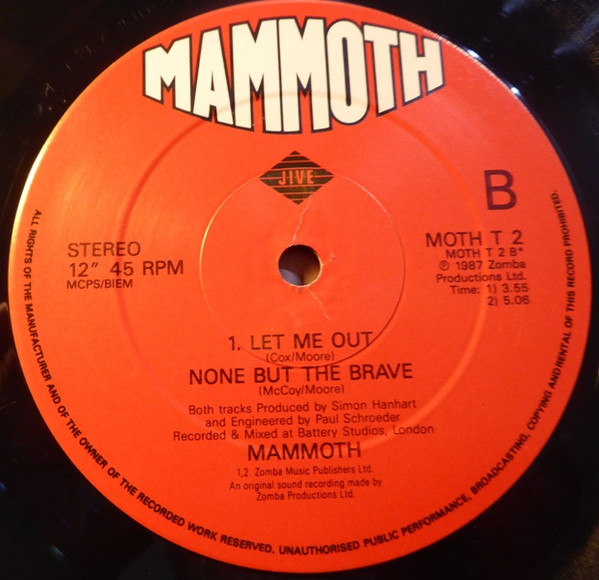 MAMMOTH
JIVE
B
STEREO
12" 45 RPM
MCPS/BIEM
MOTH T 2
MOTH T 2 B*
℗ 1987 Zomba
Productions Ltd.
Time: 1) 3.55
2) 5.06
1. LET ME OUT
(Cox/Moore)
NONE BUT THE BRAVE
(McCoy/Moore)
Both tracks Produced by Simon Hanhart
and Engineered by Paul Schroeder
Recorded & Mixed at Battery Studios, London
MAMMOTH
1,2. Zomba Music Publishers Ltd.
An original sound recording made by
Zomba Productions Ltd.
ALL RIGHTS OF THE MANUFACTURER AND OF THE OWNER OF THE RECORDED WORK RESERVED. UNAUTHORISED PUBLIC PERFORMANCE, BROADCASTING, COPYING AND RENTAL OF THIS RECORD PROHIBITED.